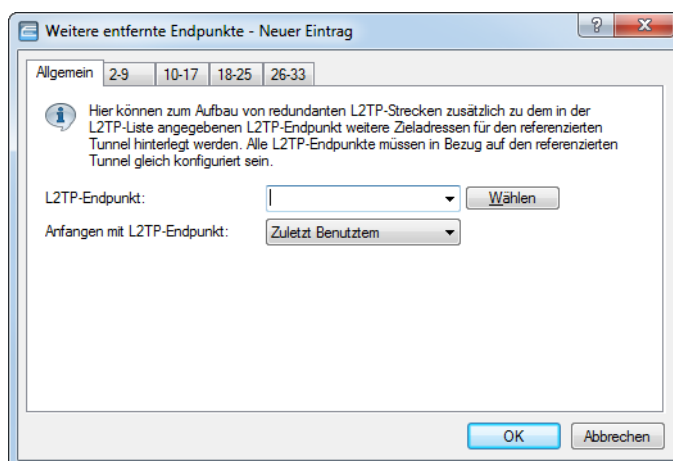 Weitere entfernte Endpunkte - Neuer Eintrag
Allgemein 2-9 10-17 18-25 26-33
Hier können zum Aufbau von redundanten L2TP-Strecken zusätzlich zu dem in der
L2TP-Liste angegebenen L2TP-Endpunkt weitere Zieladressen für den referenzierten
Tunnel hinterlegt werden. Alle L2TP-Endpunkte müssen in Bezug auf den referenzierten
Tunnel gleich konfiguriert sein.
L2TP-Endpunkt: Wählen
Anfangen mit L2TP-Endpunkt: Zuletzt Benutztem
OK Abbrechen